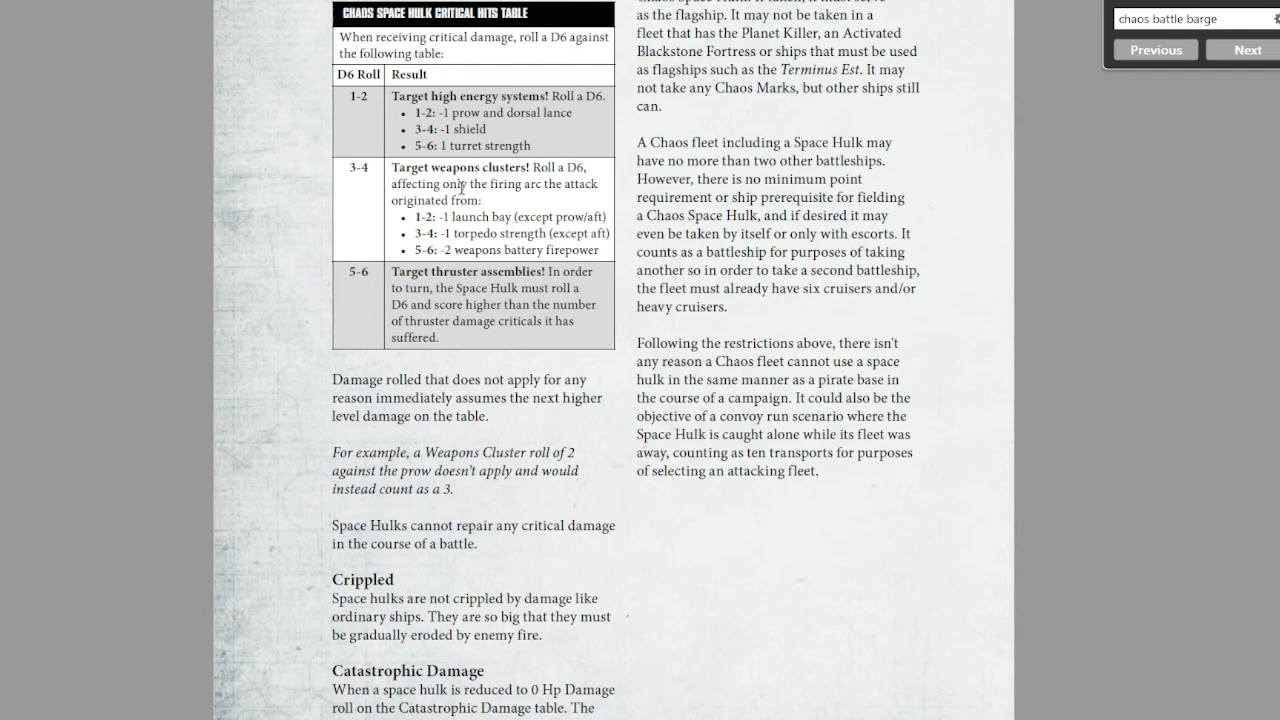 CHAOS SPACE HULK CRITICAL HITS TABLE
When receiving critical damage, roll a D6 against
the following table:
D6 Roll Result
1-2 Target high energy systems! Roll a D6.
• 1-2: -1 prow and dorsal lance
• 3-4: -1 shield
• 5-6: 1 turret strength
3-4 Target weapons clusters! Roll a D6,
affecting only the firing arc the attack
originated from:
• 1-2: -1 launch bay (except prow/aft)
• 3-4: -1 torpedo strength (except aft)
• 5-6: -2 weapons battery firepower
5-6 Target thruster assemblies! In order
to turn, the Space Hulk must roll a
D6 and score higher than the number
of thruster damage criticals it has
suffered.
Damage rolled that does not apply for any
reason immediately assumes the next higher
level damage on the table.
For example, a Weapons Cluster roll of 2
against the prow doesn't apply and would
instead count as a 3.
Space Hulks cannot repair any critical damage
in the course of a battle.
Crippled
Space hulks are not crippled by damage like
ordinary ships. They are so big that they must
be gradually eroded by enemy fire.
Catastrophic Damage
When a space hulk is reduced to 0 Hp Damage
roll on the Catastrophic Damage table. The
Chaos Space Hulk. If taken, it must serve
as the flagship. It may not be taken in a
fleet that has the Planet Killer, an Activated
Blackstone Fortress or ships that must be used
as flagships such as the Terminus Est. It may
not take any Chaos Marks, but other ships still
can.
A Chaos fleet including a Space Hulk may
have no more than two other battleships.
However, there is no minimum point
requirement or ship prerequisite for fielding
a Chaos Space Hulk, and if desired it may
even be taken by itself or only with escorts. It
counts as a battleship for purposes of taking
another so in order to take a second battleship,
the fleet must already have six cruisers and/or
heavy cruisers.
Following the restrictions above, there isn't
any reason a Chaos fleet cannot use a space
hulk in the same manner as a pirate base in
the course of a campaign. It could also be the
objective of a convoy run scenario where the
Space Hulk is caught alone while its fleet was
away, counting as ten transports for purposes
of selecting an attacking fleet.
chaos battle barge
Previous Next